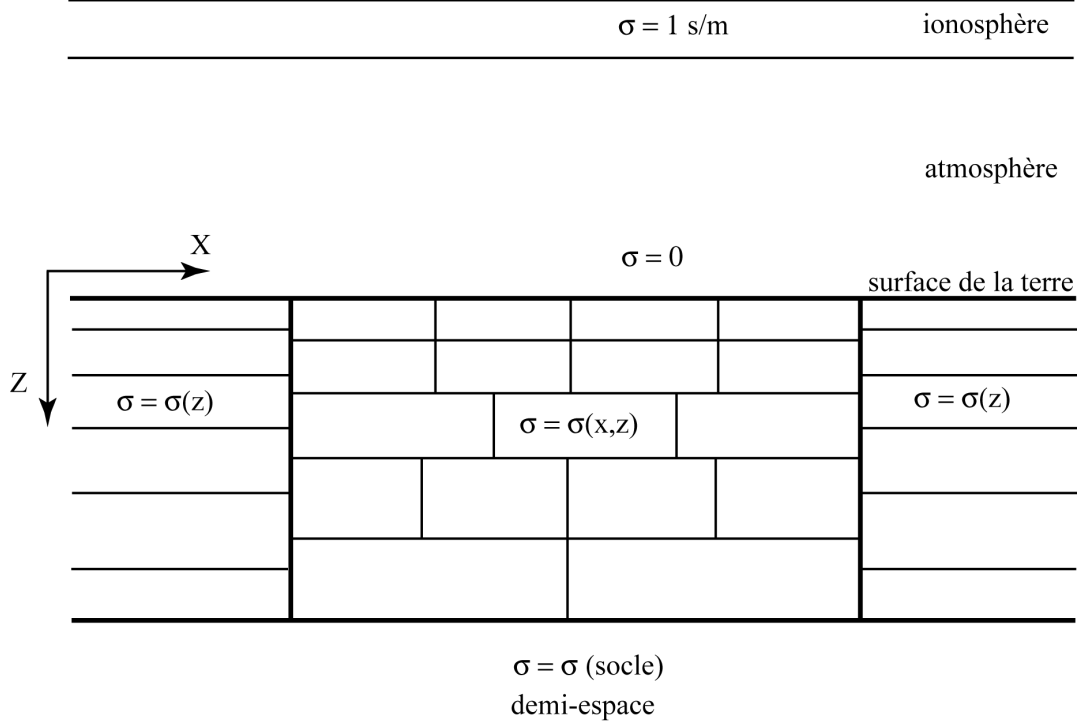 σ = 1 s/m
ionosphère
atmosphère
X
σ = 0
surface de la terre
Z
σ = σ(z)
σ = σ(x,z)
σ = σ(z)
σ = σ (socle)
demi-espace